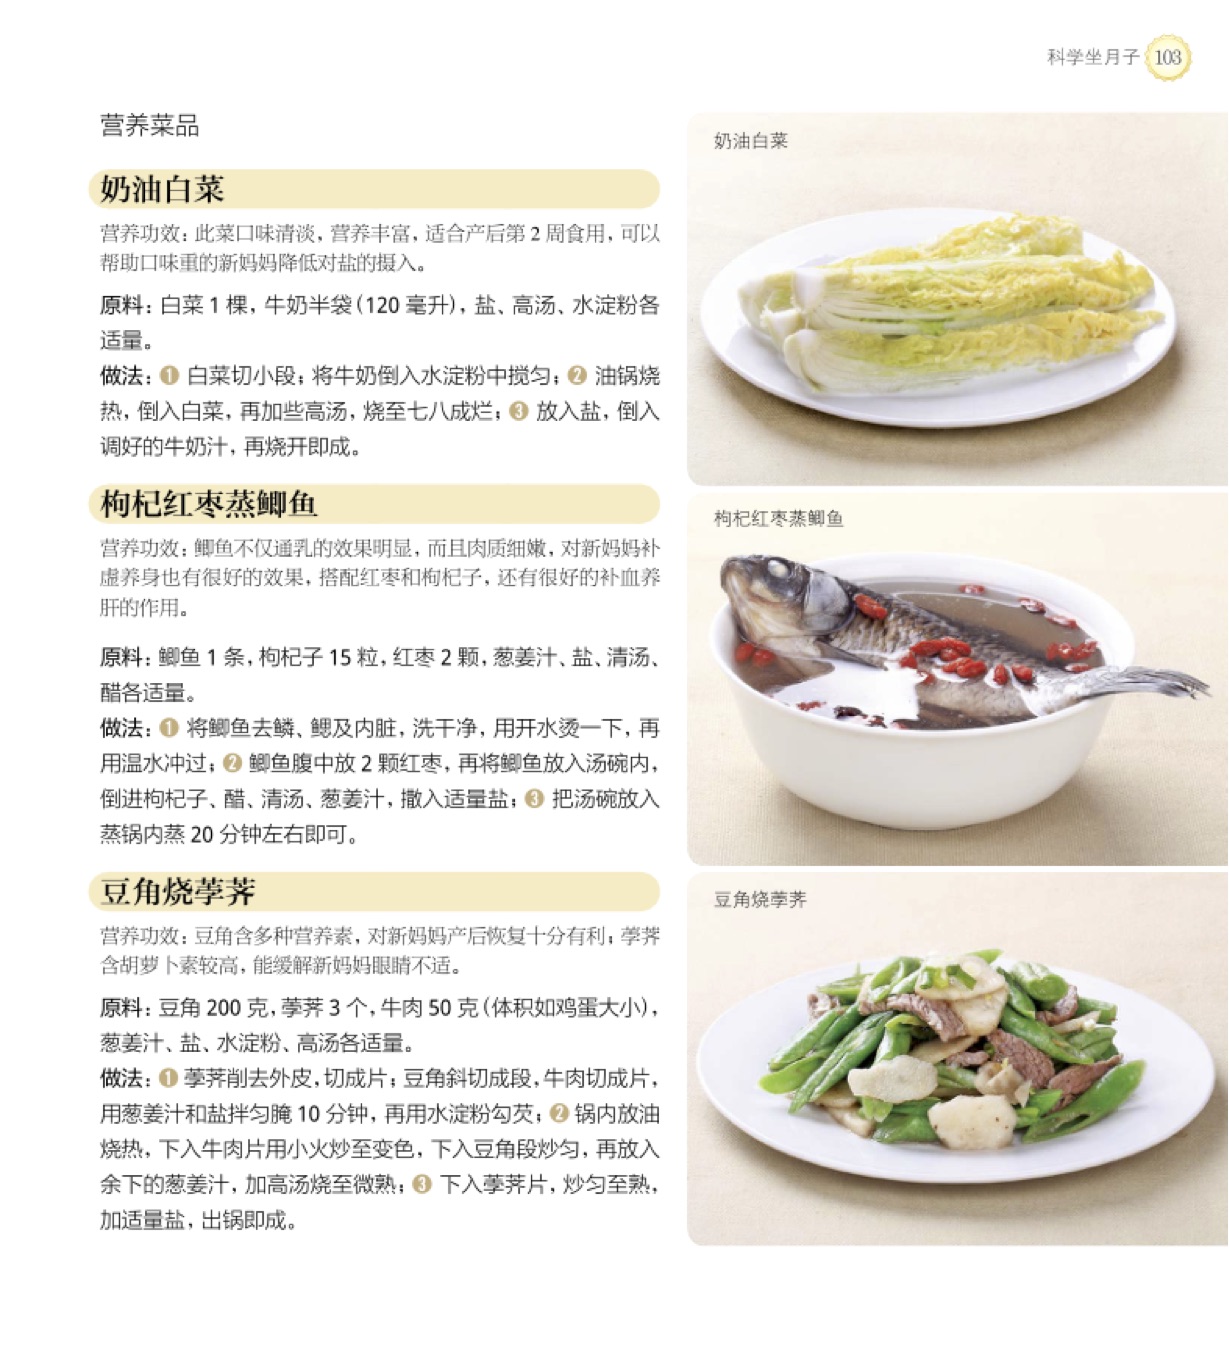 科学坐月子 103
营养菜品
奶油白菜
营养功效：此菜口味清淡，营养丰富，适合产后第 2 周食用，可以
帮助口味重的新妈妈降低对盐的摄入。
原料：白菜 1 棵，牛奶半袋（120 毫升），盐、高汤、水淀粉各
适量。
做法：❶ 白菜切小段；将牛奶倒入水淀粉中搅匀；❷ 油锅烧
热，倒入白菜，再加些高汤，烧至七八成烂；❸ 放入盐，倒入
调好的牛奶汁，再烧开即成。
枸杞红枣蒸鲫鱼
营养功效：鲫鱼不仅通乳的效果明显，而且肉质细嫩，对新妈妈补
虚养身也有很好的效果，搭配红枣和枸杞子，还有很好的补血养
肝的作用。
原料：鲫鱼 1 条，枸杞子 15 粒，红枣 2 颗，葱姜汁、盐、清汤、
醋各适量。
做法：❶ 将鲫鱼去鳞、鳃及内脏，洗干净，用开水烫一下，再
用温水冲过；❷ 鲫鱼腹中放 2 颗红枣，再将鲫鱼放入汤碗内，
倒进枸杞子、醋、清汤、葱姜汁，撒入适量盐；❸ 把汤碗放入
蒸锅内蒸 20 分钟左右即可。
豆角烧荸荠
营养功效：豆角含多种营养素，对新妈妈产后恢复十分有利；荸荠
含胡萝卜素较高，能缓解新妈妈眼睛不适。
原料：豆角 200 克，荸荠 3 个，牛肉 50 克（体积如鸡蛋大小），
葱姜汁、盐、水淀粉、高汤各适量。
做法：❶ 荸荠削去外皮，切成片；豆角斜切成段，牛肉切成片，
用葱姜汁和盐拌匀腌 10 分钟，再用水淀粉勾芡；❷ 锅内放油
烧热，下入牛肉片用小火炒至变色，下入豆角段炒匀，再放入
余下的葱姜汁，加高汤烧至微熟；❸ 下入荸荠片，炒匀至熟，
加适量盐，出锅即成。
奶油白菜
枸杞红枣蒸鲫鱼
豆角烧荸荠